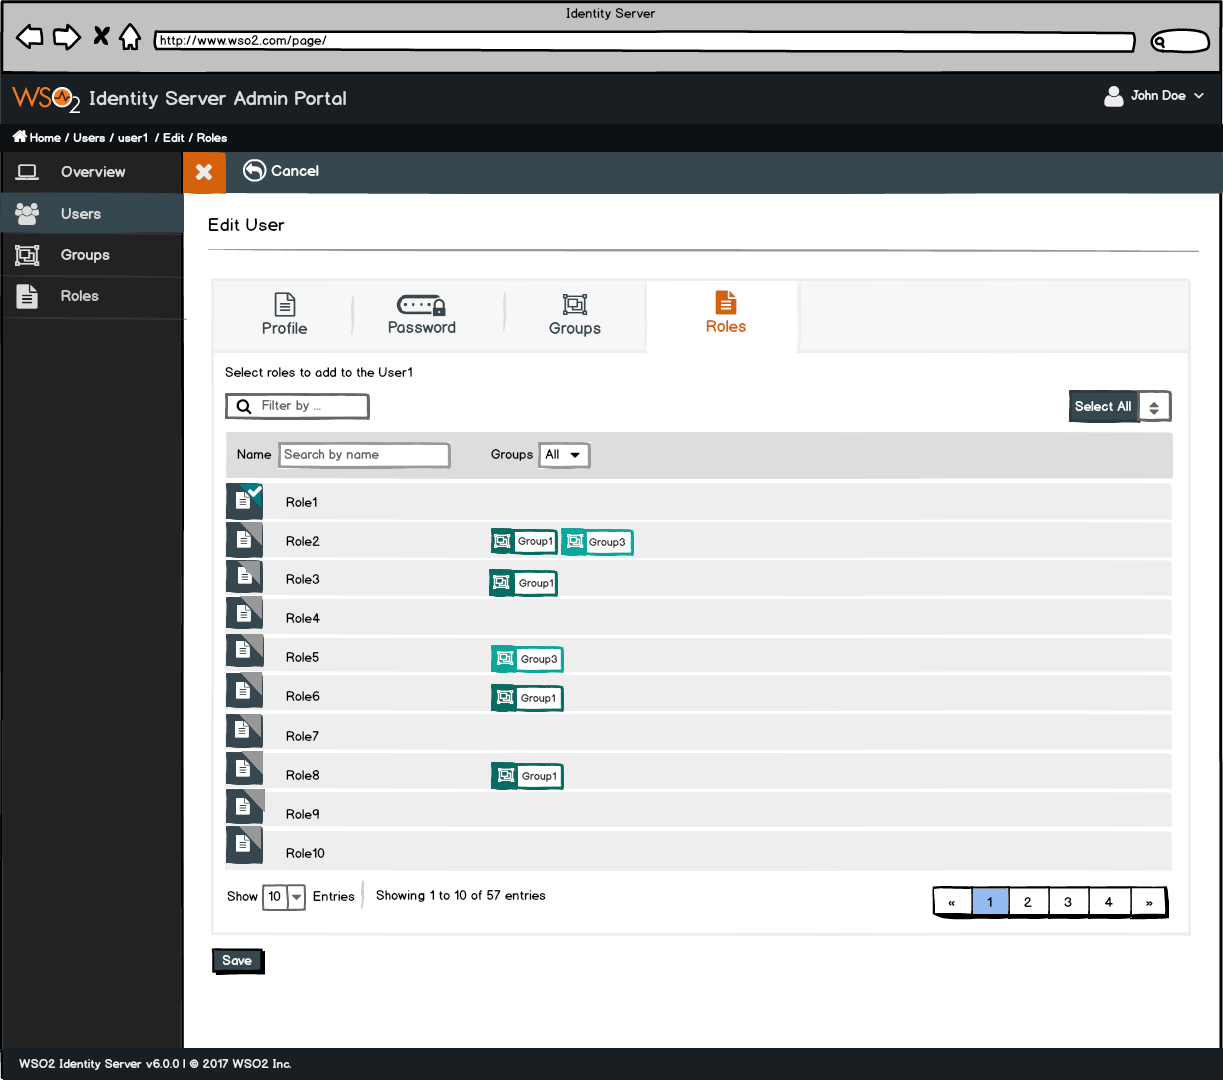 Identity Server
http://www.wso2.com/page/
WSO2 Identity Server Admin Portal
John Doe
Home / Users / user1 / Edit / Roles
Overview
Cancel
Users
Edit User
Groups
Roles
Profile
Password
Groups
Roles
Select roles to add to the User1
Filter by ...
Select All
Name Search by name Groups All
Role1
Role2 Group1 Group3
Role3 Group1
Role4
Role5 Group3
Role6 Group1
Role7
Role8 Group1
Role9
Role10
Show 10 Entries Showing 1 to 10 of 57 entries
« 1 2 3 4 »
Save
WSO2 Identity Server v6.0.0 | © 2017 WSO2 Inc.